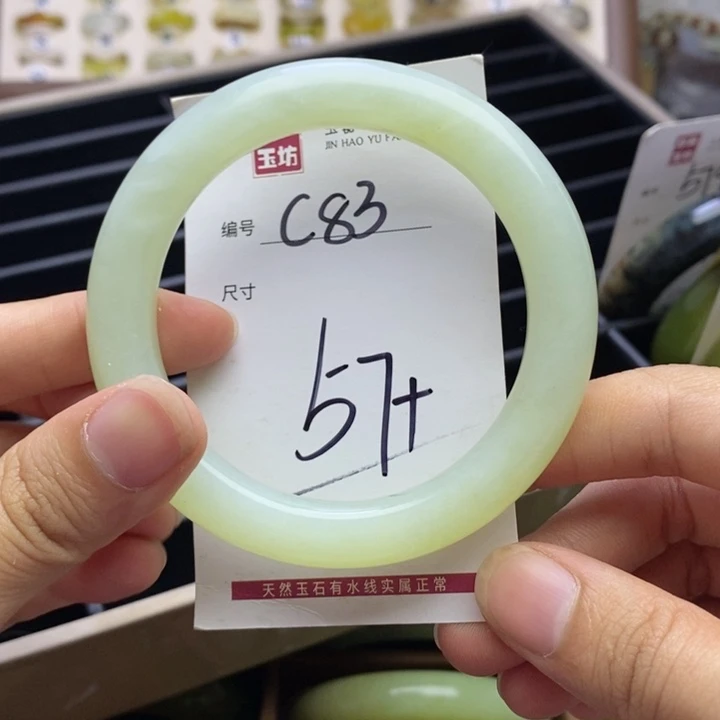 玉坊
JIN HAO YU FA
编号 C83
尺寸
57+
天然玉石有水线实属正常